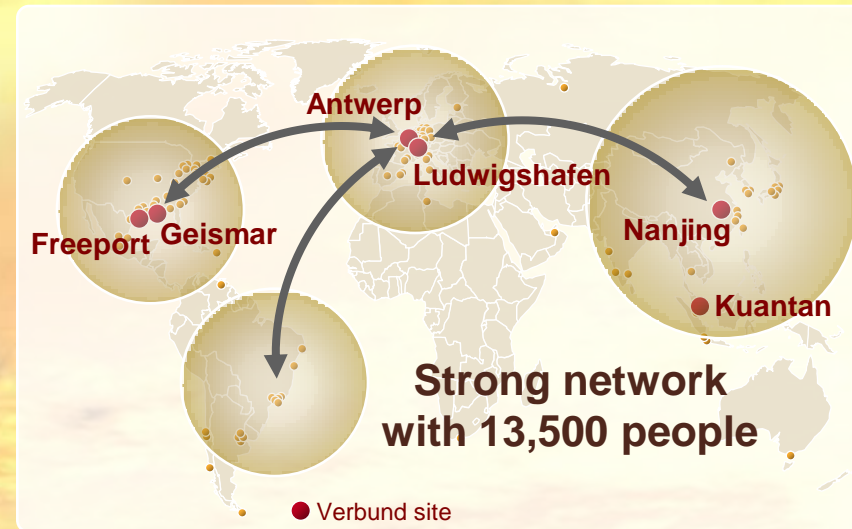 Antwerp
Ludwigshafen
Freeport
Geismar
Nanjing
Kuantan
Strong network
with 13,500 people
Verbund site